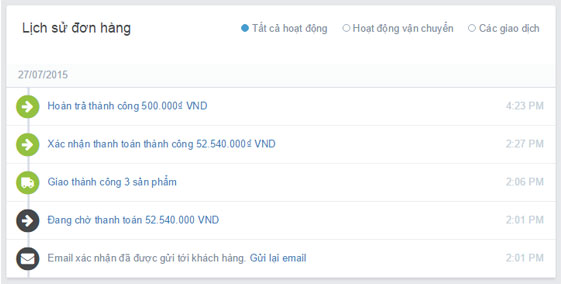 Lịch sử đơn hàng
Tất cả hoạt động Hoạt động vận chuyển Các giao dịch
27/07/2015
Hoàn trả thành công 500.000₫ VND 4:23 PM
Xác nhận thanh toán thành công 52.540.000₫ VND 2:27 PM
Giao thành công 3 sản phẩm 2:06 PM
Đang chờ thanh toán 52.540.000 VND 2:01 PM
Email xác nhận đã được gửi tới khách hàng. Gửi lại email 2:01 PM